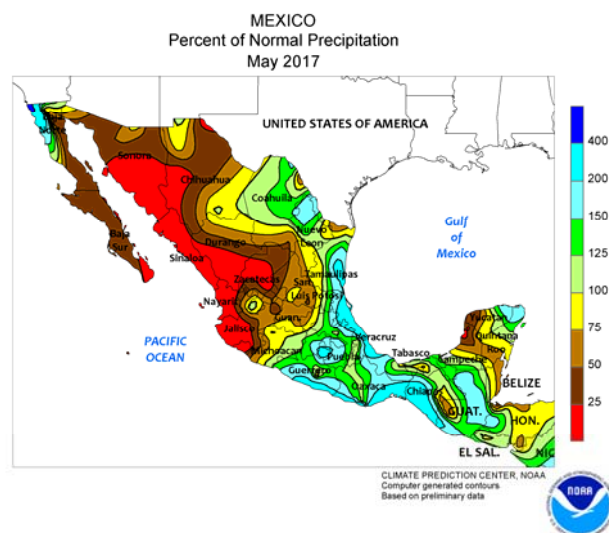 MEXICO
Percent of Normal Precipitation
May 2017
UNITED STATES OF AMERICA
Baja
Norte
Sonora
Chihuahua
Coahuila
Nuevo
Leon
Baja
Sur
Sinaloa
Durango
Zacatecas
San
Luis Potosi
Tamaulipas
Nayarit
Guan.
Jalisco
Michoacan
Guerrero
Puebla
Veracruz
Oaxaca
Tabasco
Chiapas
Campeche
Yucatan
Quintana
Roo
Gulf
of
Mexico
PACIFIC
OCEAN
BELIZE
GUAT.
HON.
EL SAL.
NIC
400
200
150
125
100
75
50
25
CLIMATE PREDICTION CENTER, NOAA
Computer generated contours
Based on preliminary data
NOAA